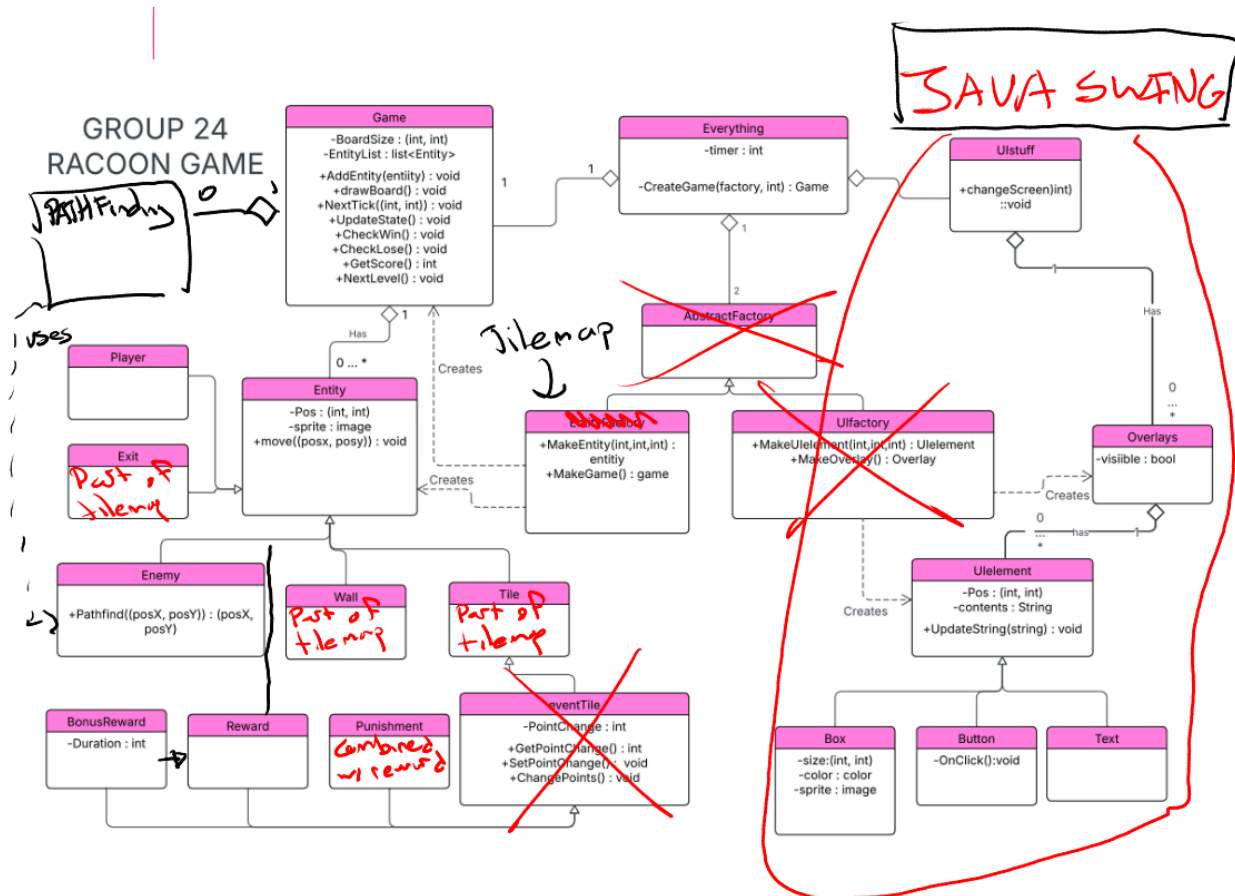 JAVA SWING
GROUP 24
RACOON GAME
PATHFinding
0
1
uses
Game
-BoardSize : (int, int)
-EntityList : list<Entity>
+AddEntity(entiity) : void
+drawBoard() : void
+NextTick((int, int)) : void
+UpdateState() : void
+CheckWin() : void
+CheckLose() : void
+GetScore() : int
+NextLevel() : void
1
1
Everything
-timer : int
-CreateGame(factory, int) : Game
1
2
UIstuff
+changeScreen)int)
::void
1
Has
0
...
*
1
Has
0 ... *
AbstractFactory
Tilemap
Creates
Player
Exit
Part of
tilemap
Entity
-Pos : (int, int)
-sprite : image
+move((posx, posy)) : void
Creates
EntityFactory
+MakeEntity(int,int,int) :
entitiy
+MakeGame() : game
UIfactory
+MakeUIelement(int,int,int) : UIelement
+MakeOverlay() : Overlay
Creates
Overlays
-visiible : bool
0
...
*
has
1
Creates
UIelement
-Pos : (int, int)
-contents : String
+UpdateString(string) : void
Enemy
+Pathfind((posX, posY)) : (posX,
posY)
Wall
Part of
tilemap
Tile
Part of
tilemap
BonusReward
-Duration : int
Reward
Punishment
Combined
w/ reward
eventTile
-PointChange : int
+GetPointChange() : int
+SetPointChange() : void
+ChangePoints() : void
Box
-size:(int, int)
-color : color
-sprite : image
Button
-OnClick():void
Text